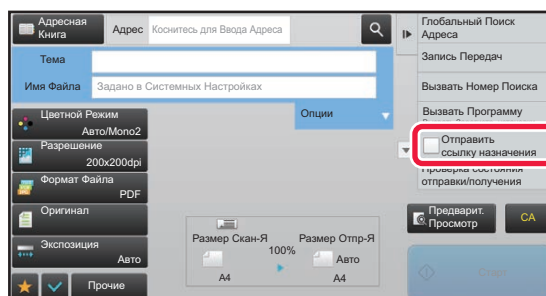 Адресная
Книга
Адрес
Коснитесь для Ввода Адреса
Тема
Имя Файла
Задано в Системных Настройках
Опции
Цветной Режим
Авто/Mono2
Разрешение
200x200dpi
Формат Файла
PDF
Оригинал
Экспозиция
Авто
Прочие
Размер Скан-Я
100%
Размер Отпр-Я
Авто
A4
A4
Глобальный Поиск
Адреса
Запись Передач
Вызвать Номер Поиска
Вызвать Программу
Отправить
ссылку назначения
Проверка состояния
отправки/получения
Предварит.
Просмотр
CA
Старт